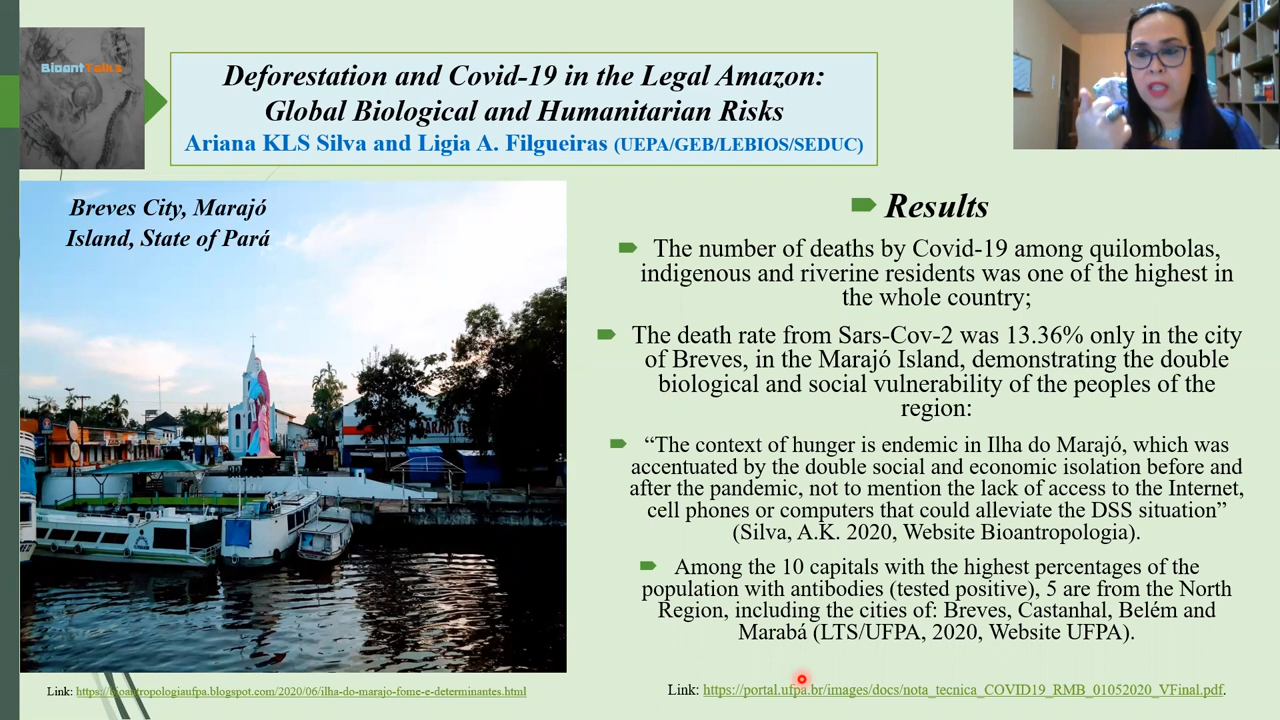 BioantTalks
Deforestation and Covid-19 in the Legal Amazon:
Global Biological and Humanitarian Risks
Ariana KLS Silva and Ligia A. Filgueiras (UEPA/GEB/LEBIOS/SEDUC)
Breves City, Marajó
Island, State of Pará
Results
The number of deaths by Covid-19 among quilombolas,
indigenous and riverine residents was one of the highest in
the whole country;
The death rate from Sars-Cov-2 was 13.36% only in the city
of Breves, in the Marajó Island, demonstrating the double
biological and social vulnerability of the peoples of the
region:
“The context of hunger is endemic in Ilha do Marajó, which was
accentuated by the double social and economic isolation before and
after the pandemic, not to mention the lack of access to the Internet,
cell phones or computers that could alleviate the DSS situation”
(Silva, A.K. 2020, Website Bioantropologia).
Among the 10 capitals with the highest percentages of the
population with antibodies (tested positive), 5 are from the North
Region, including the cities of: Breves, Castanhal, Belém and
Marabá (LTS/UFPA, 2020, Website UFPA).
Link: https://bioantropologiaufpa.blogspot.com/2020/06/ilha-do-marajo-fome-e-determinantes.html
Link: https://portal.ufpa.br/images/docs/nota_tecnica_COVID19_RMB_01052020_VFinal.pdf.